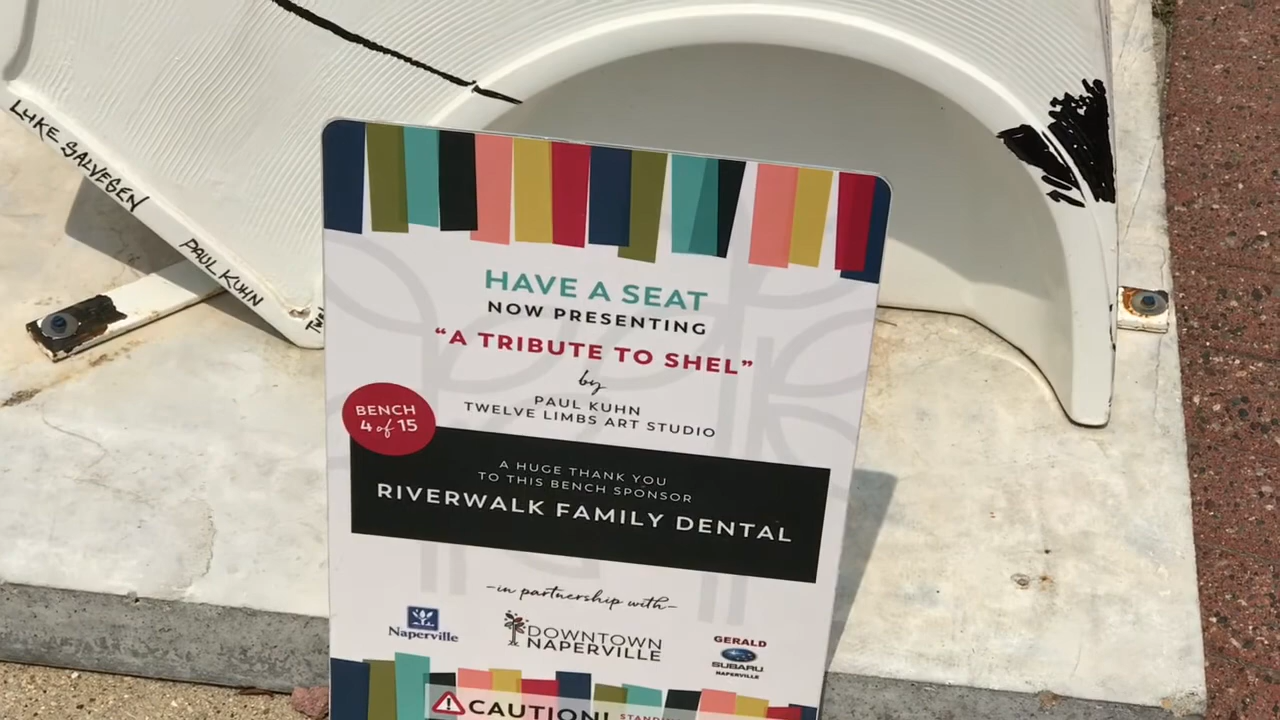 LUKE SALVESEN
PAUL KUHN
HAVE A SEAT
NOW PRESENTING
"A TRIBUTE TO SHEL"
by
PAUL KUHN
TWELVE LIMBS ART STUDIO
BENCH
4 of 15
A HUGE THANK YOU
TO THIS BENCH SPONSOR
RIVERWALK FAMILY DENTAL
-in partnership with-
Naperville
DOWNTOWN
NAPERVILLE
GERALD
SUBARU
NAPERVILLE
CAUTION!